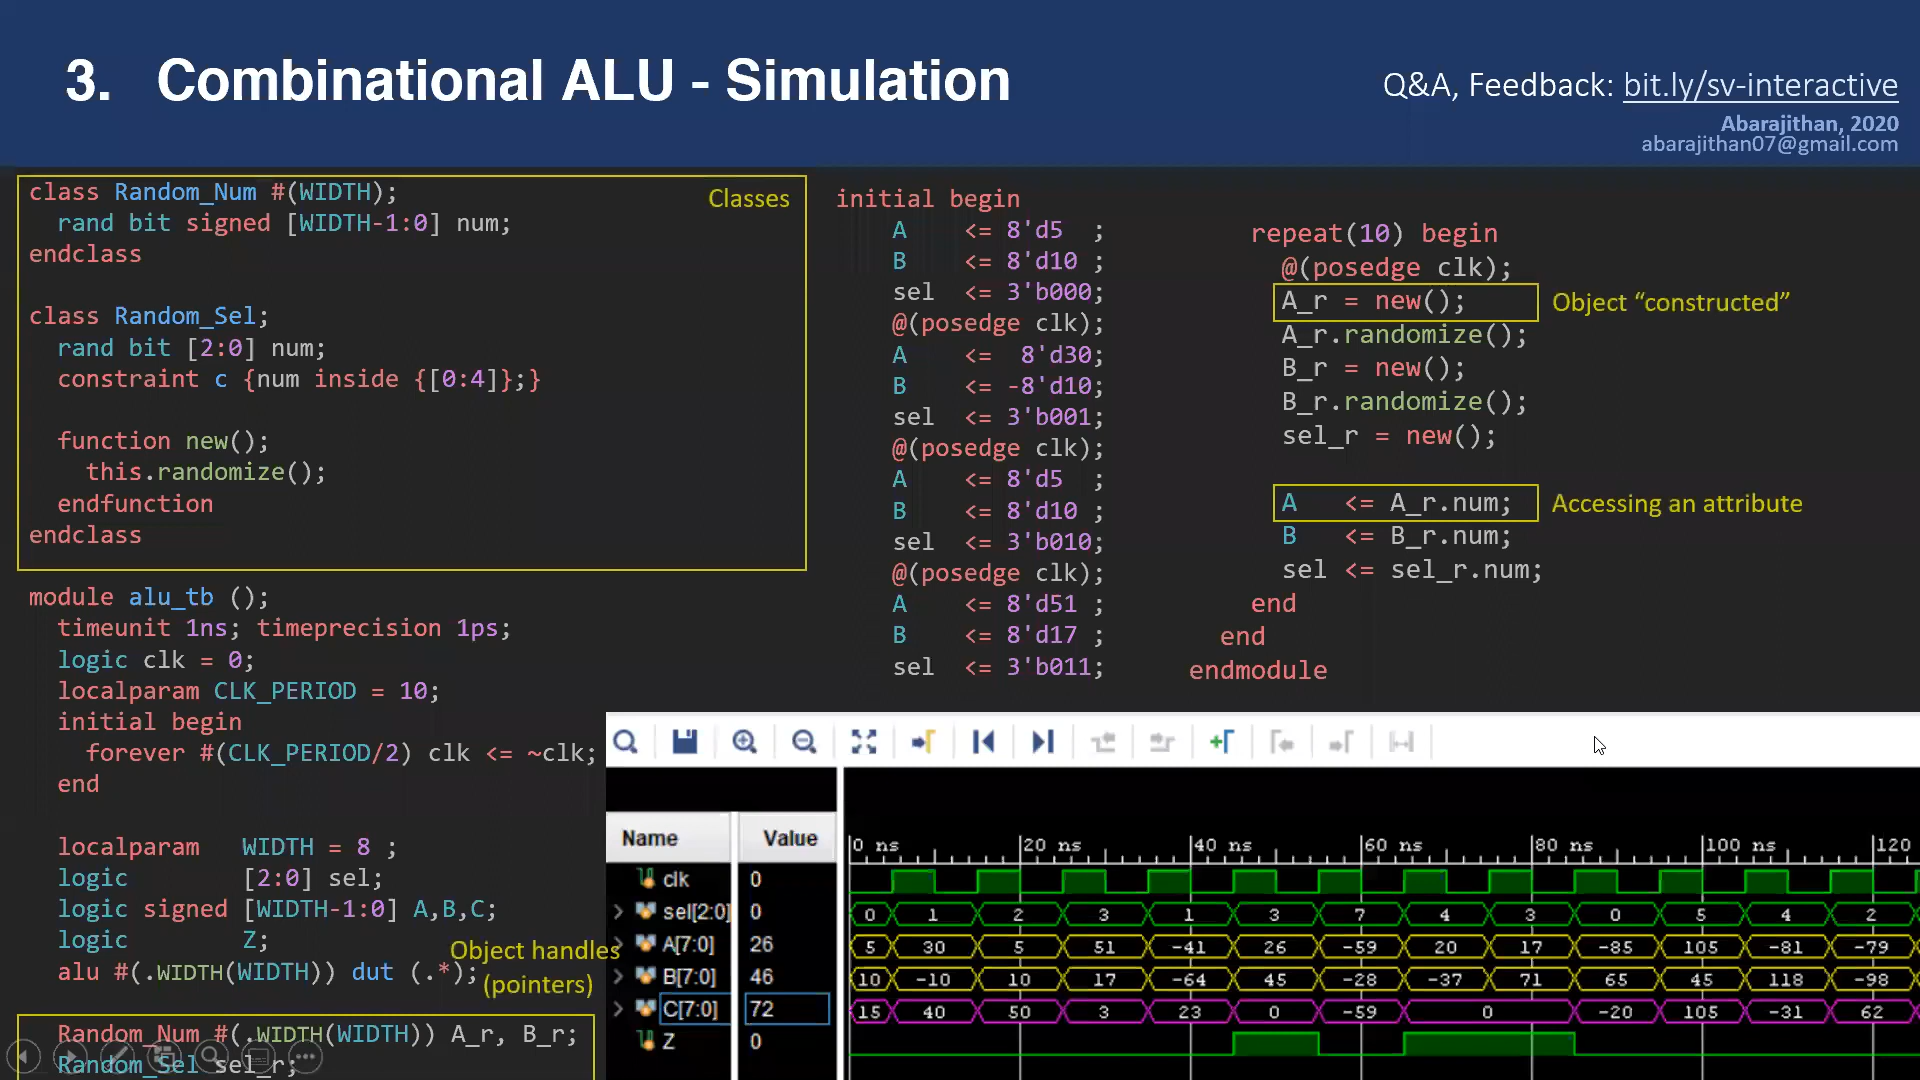 3. Combinational ALU - Simulation
Q&A, Feedback: bit.ly/sv-interactive
Abarajithan, 2020
abarajithan07@gmail.com
class Random_Num #(WIDTH);
  rand bit signed [WIDTH-1:0] num;
endclass
Classes
class Random_Sel;
  rand bit [2:0] num;
  constraint c {num inside {[0:4]};}
  function new();
    this.randomize();
  endfunction
endclass
module alu_tb ();
  timeunit 1ns; timeprecision 1ps;
  logic clk = 0;
  localparam CLK_PERIOD = 10;
  initial begin
    forever #(CLK_PERIOD/2) clk <= ~clk;
  end
  localparam   WIDTH = 8 ;
  logic        [2:0] sel;
  logic signed [WIDTH-1:0] A,B,C;
  logic        Z;
  alu #(.WIDTH(WIDTH)) dut (.*);
Object handles
(pointers)
  Random_Num #(.WIDTH(WIDTH)) A_r, B_r;
  Random_Sel sel_r;
initial begin
    A    <= 8'd5  ;
    B    <= 8'd10 ;
    sel  <= 3'b000;
    @(posedge clk);
    A    <=  8'd30;
    B    <= -8'd10;
    sel  <= 3'b001;
    @(posedge clk);
    A    <= 8'd5  ;
    B    <= 8'd10 ;
    sel  <= 3'b010;
    @(posedge clk);
    A    <= 8'd51 ;
    B    <= 8'd17 ;
    sel  <= 3'b011;
    repeat(10) begin
      @(posedge clk);
      A_r = new();
Object “constructed”
      A_r.randomize();
      B_r = new();
      B_r.randomize();
      sel_r = new();
      A   <= A_r.num;
Accessing an attribute
      B   <= B_r.num;
      sel <= sel_r.num;
    end
  end
endmodule
Name Value
0 ns 20 ns 40 ns 60 ns 80 ns 100 ns 120
clk 0
sel[2:0] 0 0 1 2 3 1 3 7 4 3 0 5 4 2
A[7:0] 26 5 30 5 51 -41 26 -59 20 17 -85 105 -81 -79
B[7:0] 46 10 -10 10 17 -64 45 -28 -37 71 65 45 118 -98
C[7:0] 72 15 40 50 3 23 0 -59 0 -20 105 -31 62
Z 0